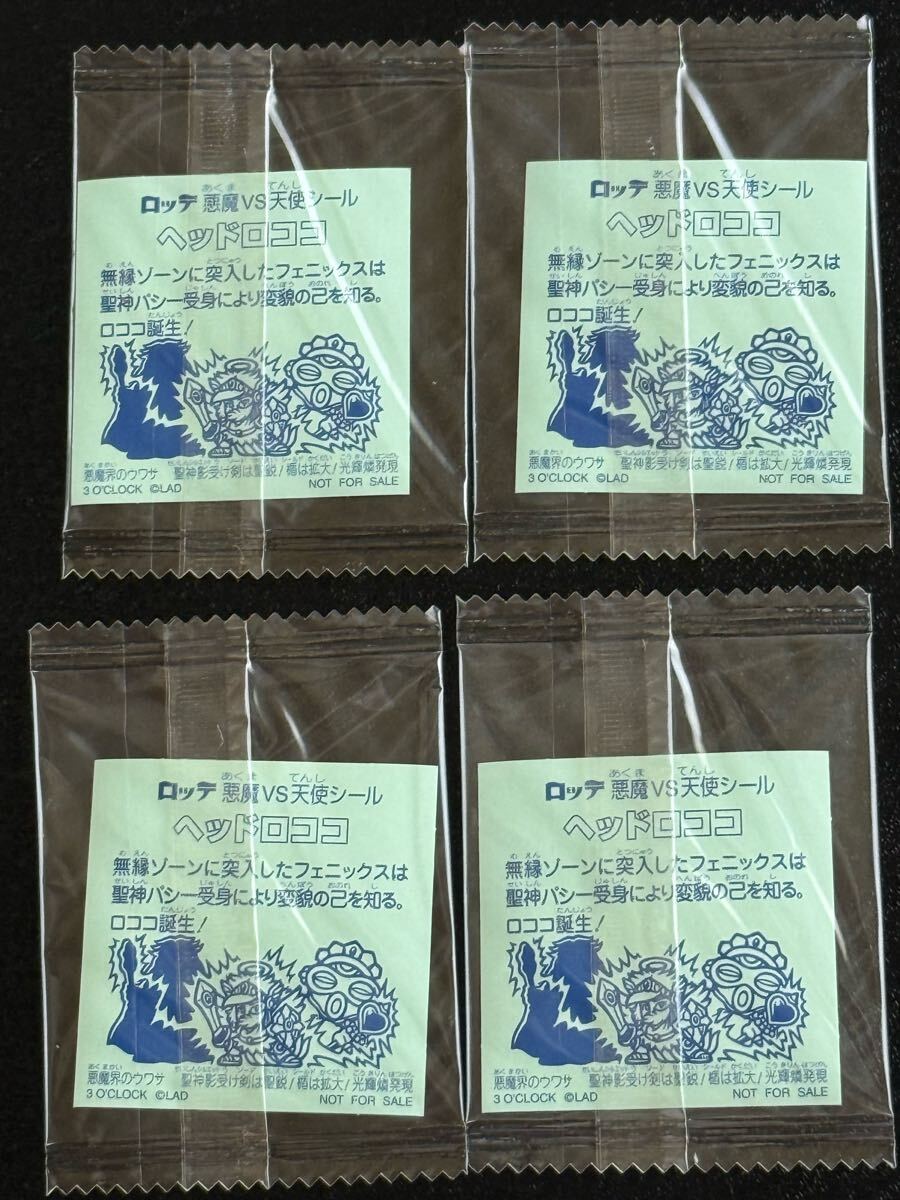 ロッテ 悪魔VS天使シール
ヘッドロココ
無縁ゾーンに突入したフェニックスは
聖神パシー受身により変貌の己を知る。
ロココ誕生!
悪魔界のウワサ 聖神影受け剣は聖鋭!楯は拡大!光輝燐発現
3 O'CLOCK ©LAD NOT FOR SALE
ロッテ 悪魔VS天使シール
ヘッドロココ
無縁ゾーンに突入したフェニックスは
聖神パシー受身により変貌の己を知る。
ロココ誕生!
悪魔界のウワサ 聖神影受け剣は聖鋭!楯は拡大!光輝燐発現
3 O'CLOCK ©LAD NOT FOR SALE
ロッテ 悪魔VS天使シール
ヘッドロココ
無縁ゾーンに突入したフェニックスは
聖神パシー受身により変貌の己を知る。
ロココ誕生!
悪魔界のウワサ 聖神影受け剣は聖鋭!楯は拡大!光輝燐発現
3 O'CLOCK ©LAD NOT FOR SALE
ロッテ 悪魔VS天使シール
ヘッドロココ
無縁ゾーンに突入したフェニックスは
聖神パシー受身により変貌の己を知る。
ロココ誕生!
悪魔界のウワサ 聖神影受け剣は聖鋭!楯は拡大!光輝燐発現
3 O'CLOCK ©LAD NOT FOR SALE